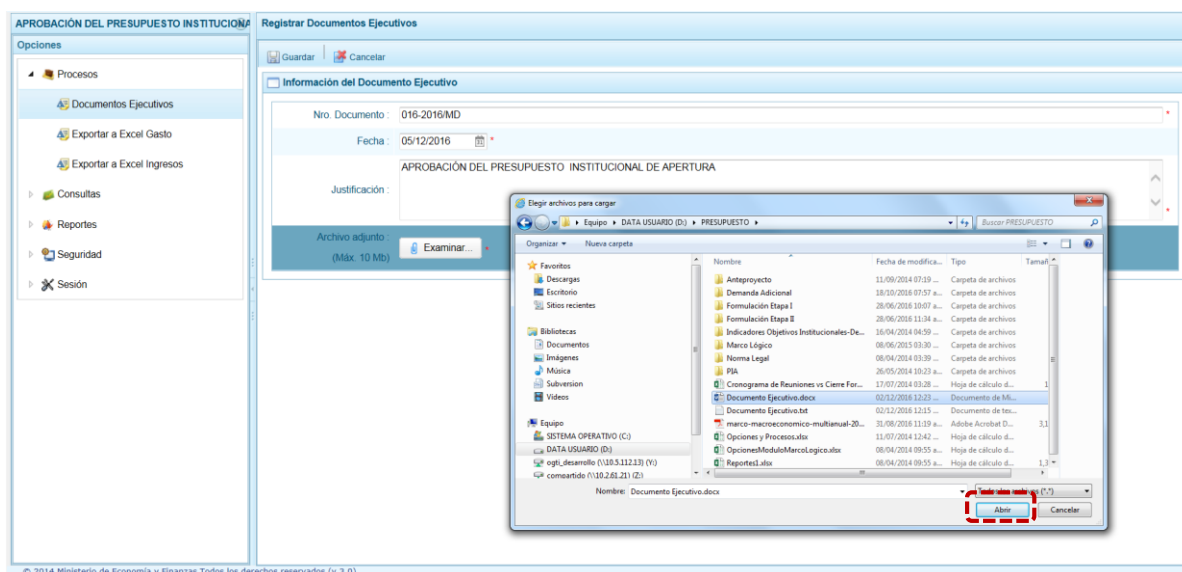 APROBACIÓN DEL PRESUPUESTO INSTITUCIONA
Opciones
Procesos
Documentos Ejecutivos
Exportar a Excel Gasto
Exportar a Excel Ingresos
Consultas
Reportes
Seguridad
Sesión
Registrar Documentos Ejecutivos
Guardar Cancelar
Información del Documento Ejecutivo
Nro. Documento : 016-2016/MD *
Fecha : 05/12/2016 *
Justificación : APROBACIÓN DEL PRESUPUESTO INSTITUCIONAL DE APERTURA *
Archivo adjunto :
(Máx. 10 Mb)
Examinar... *
Elegir archivos para cargar
Equipo DATA USUARIO (D:) PRESUPUESTO
Buscar PRESUPUESTO
Organizar Nueva carpeta
Favoritos
Descargas
Escritorio
Sitios recientes
Bibliotecas
Documentos
Imágenes
Música
Subversion
Vídeos
Equipo
SISTEMA OPERATIVO (C:)
DATA USUARIO (D:)
ogti_desarrollo (\\10.5.112.13) (Y:)
compartido (\\10.2.61.21) (Z:)
Nombre Fecha de modifica... Tipo Tamañ
Anteproyecto 11/09/2014 07:19 ... Carpeta de archivos
Demanda Adicional 18/10/2016 07:57 a... Carpeta de archivos
Formulación Etapa I 28/06/2016 10:07 a... Carpeta de archivos
Formulación Etapa II 28/06/2016 11:34 a... Carpeta de archivos
Indicadores Objetivos Institucionales-De... 16/04/2014 04:59 ... Carpeta de archivos
Marco Lógico 08/06/2015 03:30 ... Carpeta de archivos
Norma Legal 08/04/2014 03:39 ... Carpeta de archivos
PIA 26/05/2014 10:23 a... Carpeta de archivos
Cronograma de Reuniones vs Cierre For... 17/07/2014 03:28 ... Hoja de cálculo d... 1
Documento Ejecutivo.docx 02/12/2016 12:23 ... Documento de Mi...
Documento Ejecutivo.txt 02/12/2016 12:15 ... Documento de tex...
marco-macroeconomico-multianual-20... 31/08/2016 11:19 a... Adobe Acrobat D... 3,1
Opciones y Procesos.xlsx 11/07/2014 12:42 ... Hoja de cálculo d...
OpcionesModuloMarcoLogico.xlsx 08/04/2014 09:55 a... Hoja de cálculo d...
Reportes1.xlsx 08/04/2014 09:55 a... Hoja de cálculo d... 1,3
Nombre: Documento Ejecutivo.docx
Todos los archivos (*.*)
Abrir Cancelar
© 2014 Ministerio de Economía y Finanzas Todos los derechos reservados (v 3.0)